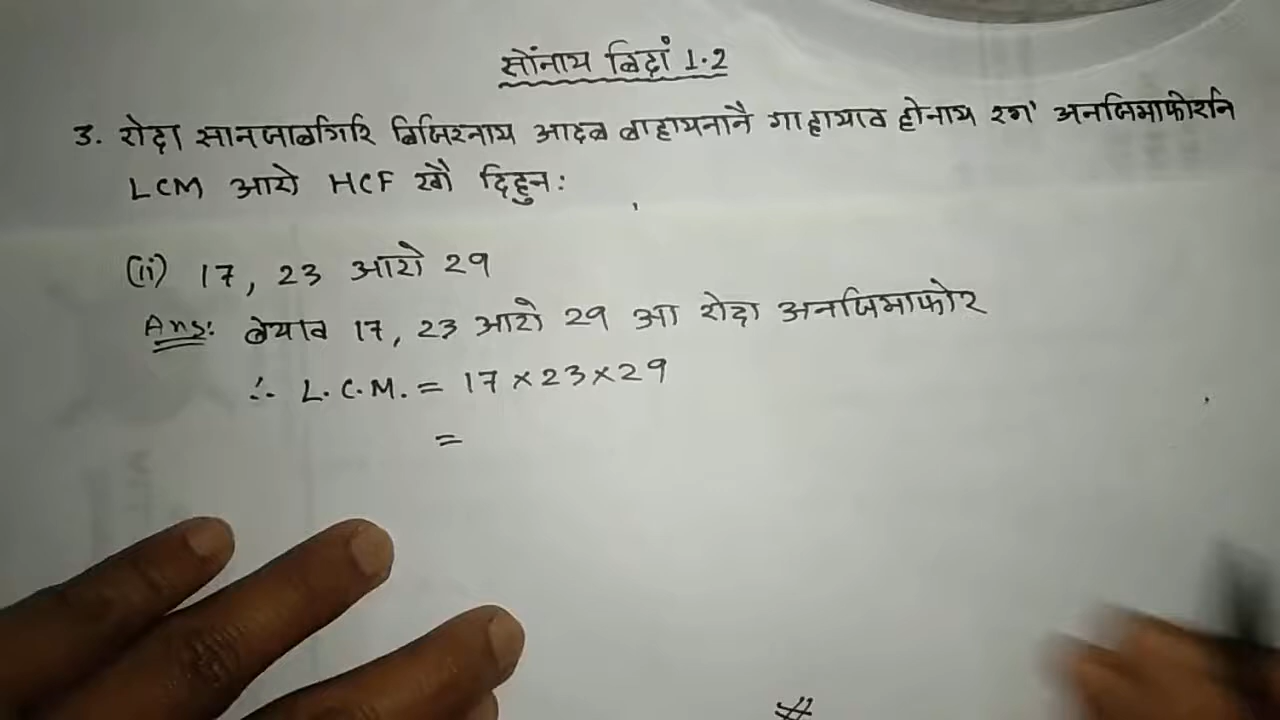 सोंनाय बिदां 1.2
3. रोदा सानजाबगिरि बिजिरनाय आदब बाहायनानै गाहायाव होनाय रग' अनजिमाफोरनि
LCM आरो HCF खौ दिहुन:
(ii) 17, 23 आरो 29
Ans: बेयाव 17, 23 आरो 29 आ रोदा अनजिमाफोर
∴ L.C.M. = 17 × 23 × 29
=